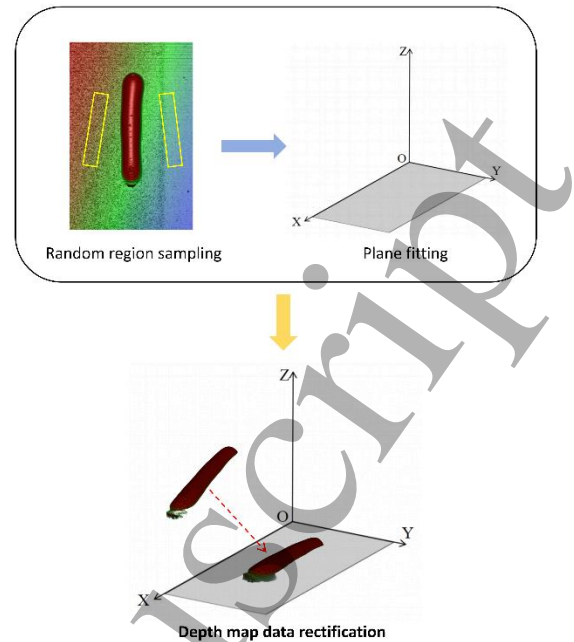 Z
O
Y
X
Random region sampling
Plane fitting
Z
O
Y
X
Depth map data rectification
script